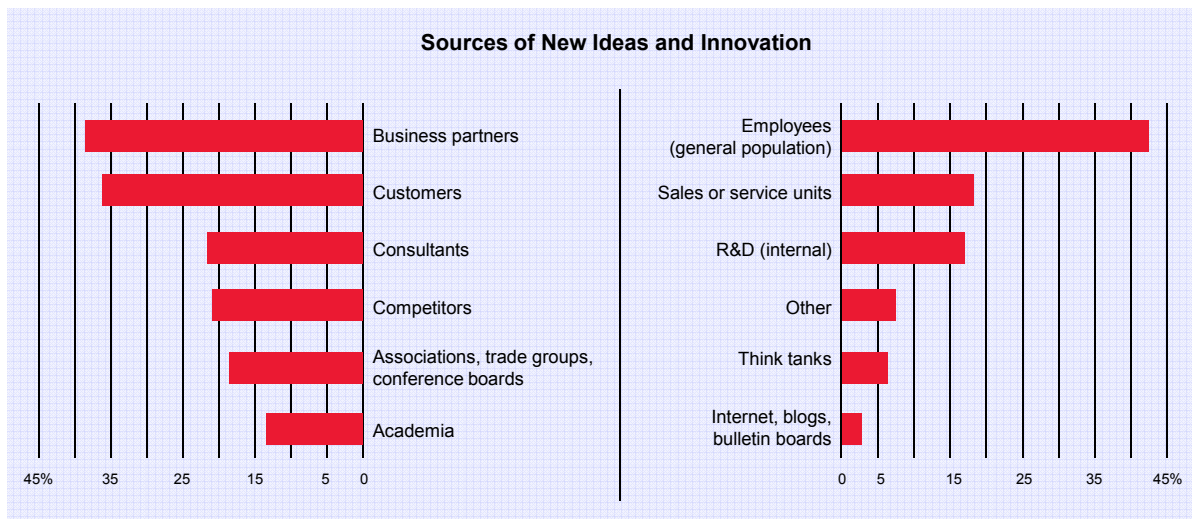 Sources of New Ideas and Innovation
Business partners
Customers
Consultants
Competitors
Associations, trade groups,
conference boards
Academia
45% 35 25 15 5 0
Employees
(general population)
Sales or service units
R&D (internal)
Other
Think tanks
Internet, blogs,
bulletin boards
0 5 15 25 35 45%